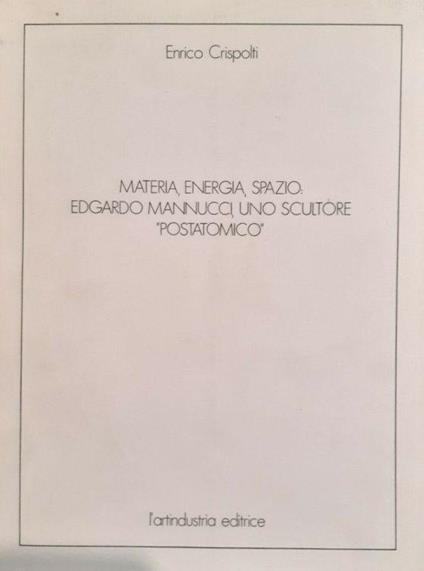 Enrico Crispolti
MATERIA, ENERGIA, SPAZIO:
EDGARDO MANNUCCI, UNO SCULTORE
"POSTATOMICO"
l'artindustria editrice